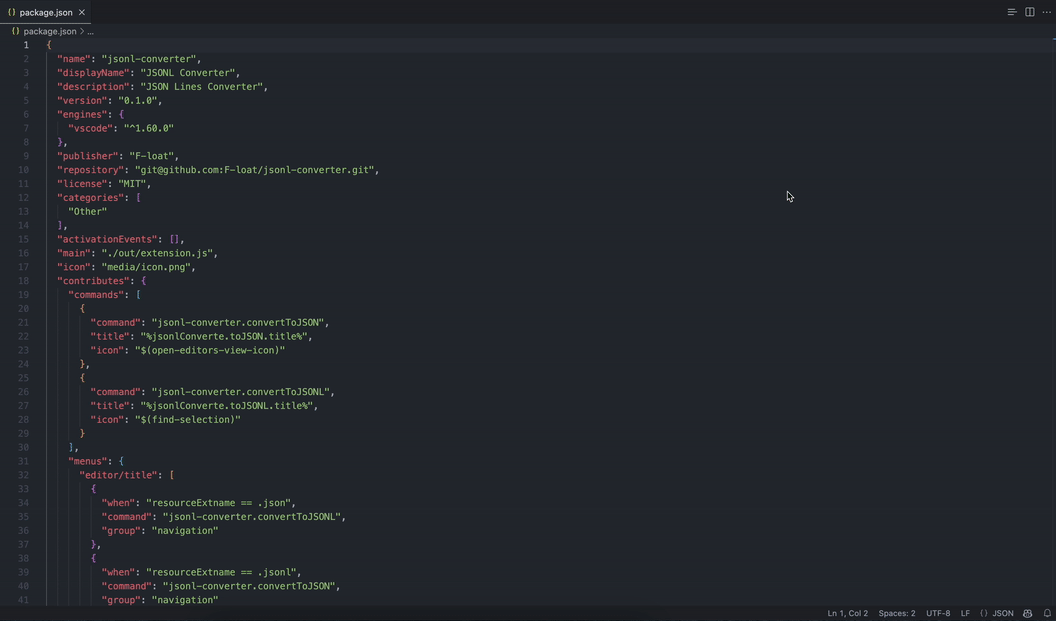 package.json
package.json > ...
1 {
2 "name": "jsonl-converter",
3 "displayName": "JSONL Converter",
4 "description": "JSON Lines Converter",
5 "version": "0.1.0",
6 "engines": {
7 "vscode": "^1.60.0"
8 },
9 "publisher": "F-loat",
10 "repository": "git@github.com:F-loat/jsonl-converter.git",
11 "license": "MIT",
12 "categories": [
13 "Other"
14 ],
15 "activationEvents": [],
16 "main": "./out/extension.js",
17 "icon": "media/icon.png",
18 "contributes": {
19 "commands": [
20 {
21 "command": "jsonl-converter.convertToJSON",
22 "title": "%jsonlConverte.toJSON.title%",
23 "icon": "$(open-editors-view-icon)"
24 },
25 {
26 "command": "jsonl-converter.convertToJSONL",
27 "title": "%jsonlConverte.toJSONL.title%",
28 "icon": "$(find-selection)"
29 }
30 ],
31 "menus": {
32 "editor/title": [
33 {
34 "when": "resourceExtname == .json",
35 "command": "jsonl-converter.convertToJSONL",
36 "group": "navigation"
37 },
38 {
39 "when": "resourceExtname == .jsonl",
40 "command": "jsonl-converter.convertToJSON",
41 "group": "navigation"
Ln 1, Col 2 Spaces: 2 UTF-8 LF {} JSON